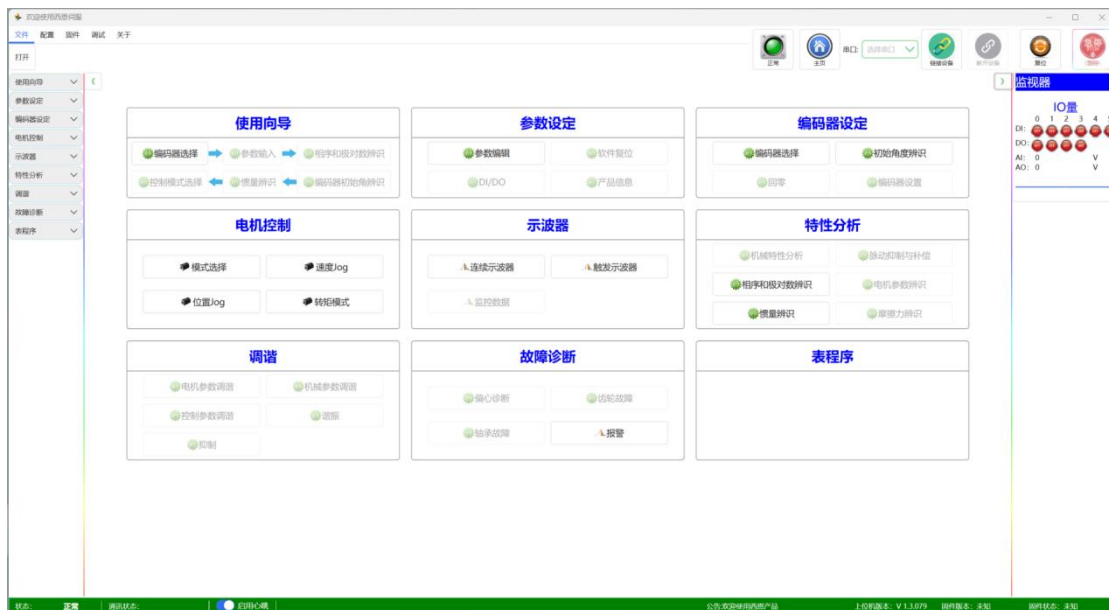 欢迎使用西恩伺服
文件 配置 固件 调试 关于
打开
正常
主页
串口: 选择串口
链接设备
断开设备
复位
急停
使用向导
参数设定
编码器设定
电机控制
示波器
特性分析
调谐
故障诊断
表程序
使用向导
编码器选择 参数输入 相序和极对数辨识
控制模式选择 惯量辨识 编码器初始角辨识
参数设定
参数编辑 软件复位
DI/DO 产品信息
编码器设定
编码器选择 初始角度辨识
回零 编码器设置
电机控制
模式选择 速度Jog
位置Jog 转矩模式
示波器
连续示波器 触发示波器
监控数据
特性分析
机械特性分析 脉动抑制与补偿
相序和极对数辨识 电机参数辨识
惯量辨识 摩擦力辨识
调谐
电机参数调谐 机械参数调谐
控制参数调谐 谐振
抑制
故障诊断
偏心诊断 齿轮故障
轴承故障 报警
表程序
监视器
IO量
0 1 2 3 4 5
DI:
DO:
AI: 0 V
AO: 0 V
状态: 正常 通讯状态: 启用心跳 公告:欢迎使用西恩产品 上位机版本: V 1.3.079 固件版本: 未知 固件状态: 未知